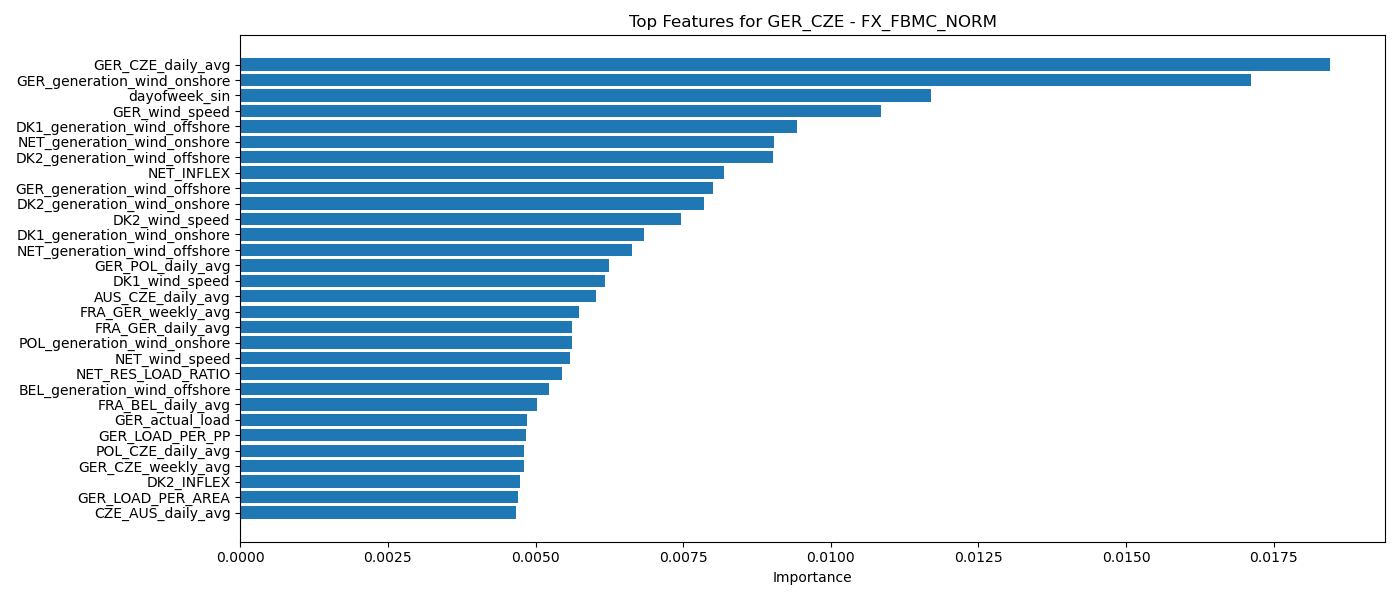 Top Features for GER_CZE - FX_FBMC_NORM
GER_CZE_daily_avg
GER_generation_wind_onshore
dayofweek_sin
GER_wind_speed
DK1_generation_wind_offshore
NET_generation_wind_onshore
DK2_generation_wind_offshore
NET_INFLEX
GER_generation_wind_offshore
DK2_generation_wind_onshore
DK2_wind_speed
DK1_generation_wind_onshore
NET_generation_wind_offshore
GER_POL_daily_avg
DK1_wind_speed
AUS_CZE_daily_avg
FRA_GER_weekly_avg
FRA_GER_daily_avg
POL_generation_wind_onshore
NET_wind_speed
NET_RES_LOAD_RATIO
BEL_generation_wind_offshore
FRA_BEL_daily_avg
GER_actual_load
GER_LOAD_PER_PP
POL_CZE_daily_avg
GER_CZE_weekly_avg
DK2_INFLEX
GER_LOAD_PER_AREA
CZE_AUS_daily_avg
0.0000 0.0025 0.0050 0.0075 0.0100 0.0125 0.0150 0.0175
Importance